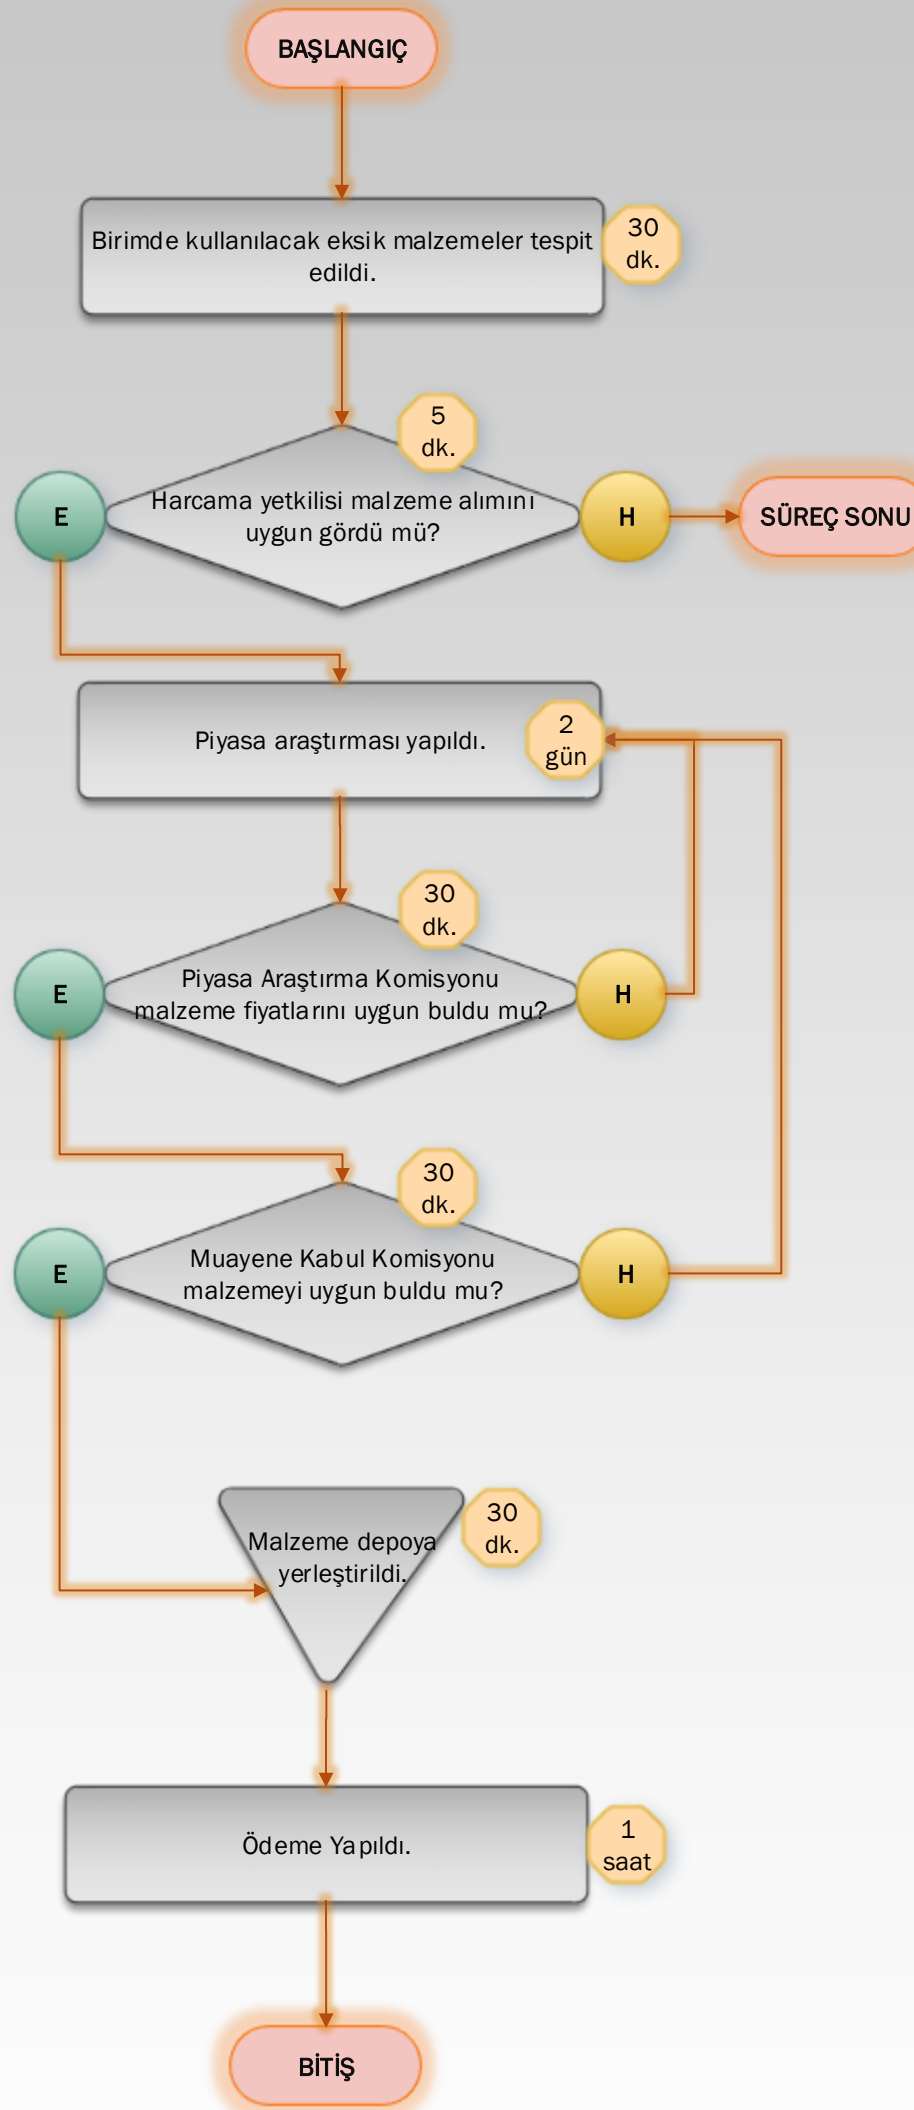 BAŞLANGIÇ
Birimde kullanılacak eksik malzemeler tespit
edildi.
30
dk.
5
dk.
E
Harcama yetkilisi malzeme alımını
uygun gördü mü?
H
SÜREÇ SONU
Piyasa araştırması yapıldı.
2
gün
30
dk.
E
Piyasa Araştırma Komisyonu
malzeme fiyatlarını uygun buldu mu?
H
30
dk.
E
Muayene Kabul Komisyonu
malzemeyi uygun buldu mu?
H
Malzeme depoya
yerleştirildi.
30
dk.
Ödeme Yapıldı.
1
saat
BİTİŞ